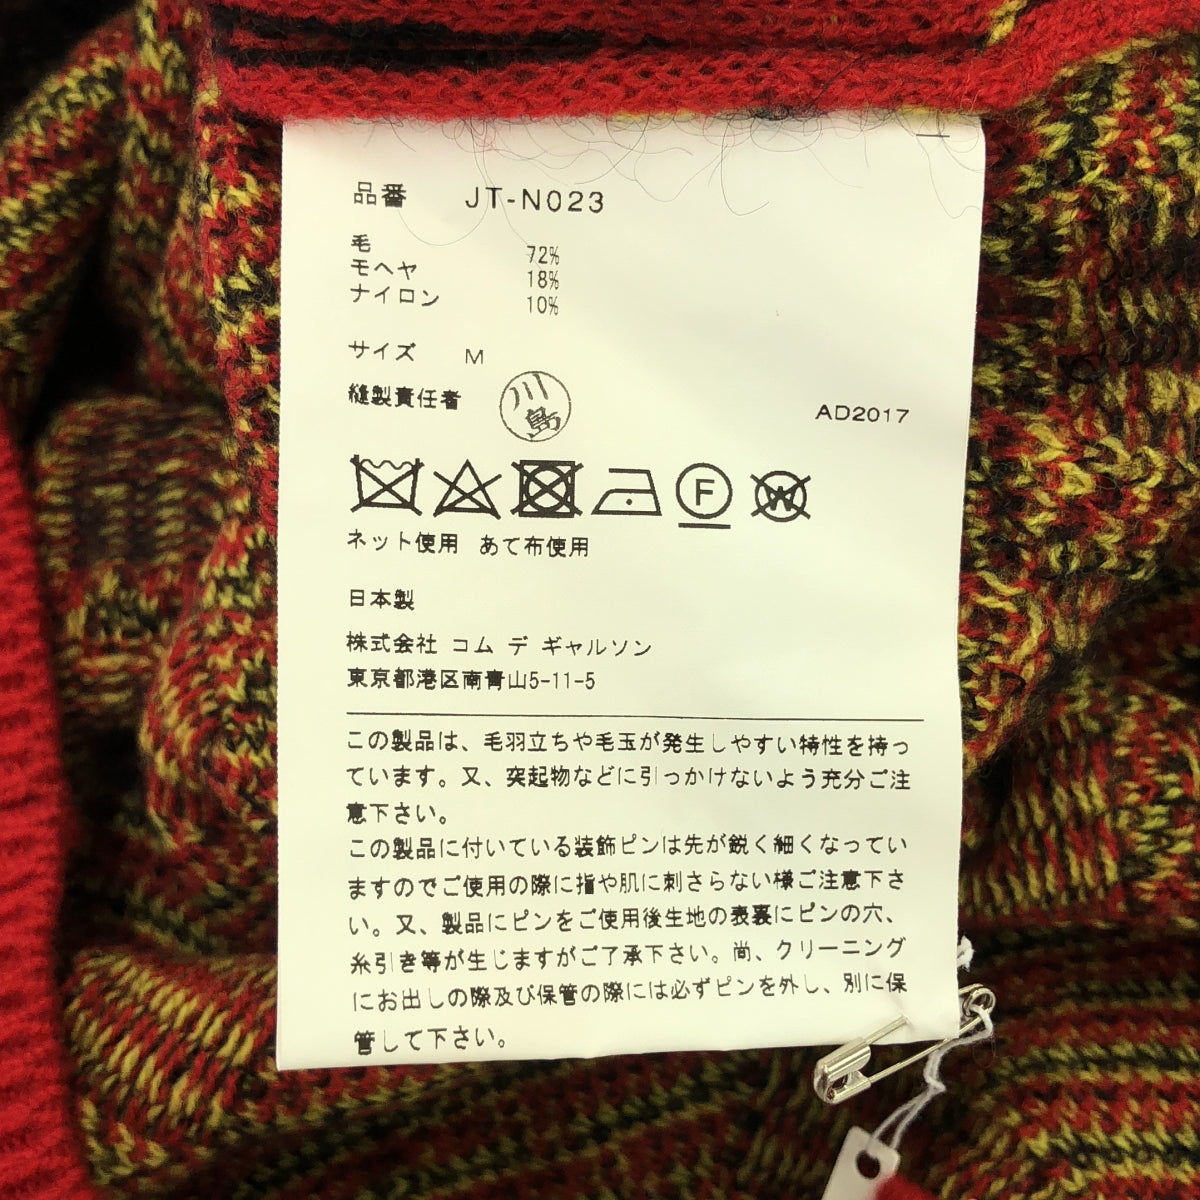 品番 JT-N023
毛 72%
モヘヤ 18%
ナイロン 10%
サイズ M
縫製責任者 川島
AD2017
F W
ネット使用 あて布使用
日本製
株式会社 コム デ ギャルソン
東京都港区南青山5-11-5
この製品は、毛羽立ちや毛玉が発生しやすい特性を持っ
ています。又、突起物などに引っかけないよう充分ご注
意下さい。
この製品に付いている装飾ピンは先が鋭く細くなってい
ますのでご使用の際に指や肌に刺さらない様ご注意下さ
い。又、製品にピンをご使用後生地の表裏にピンの穴、
糸引き等が生じますがご了承下さい。尚、クリーニング
にお出しの際及び保管の際には必ずピンを外し、別に保
管して下さい。